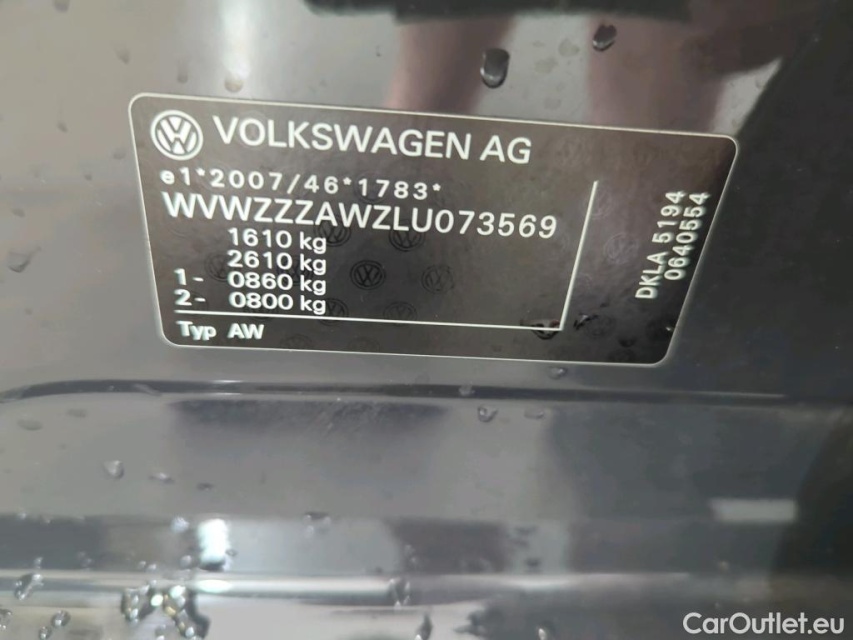 VOLKSWAGEN AG
e1*2007/46*1783*
WVWZZZAWZLU073569
1610 kg
2610 kg
1- 0860 kg
2- 0800 kg
Typ AW
DKLA 5194
0640554
CarOutlet.eu